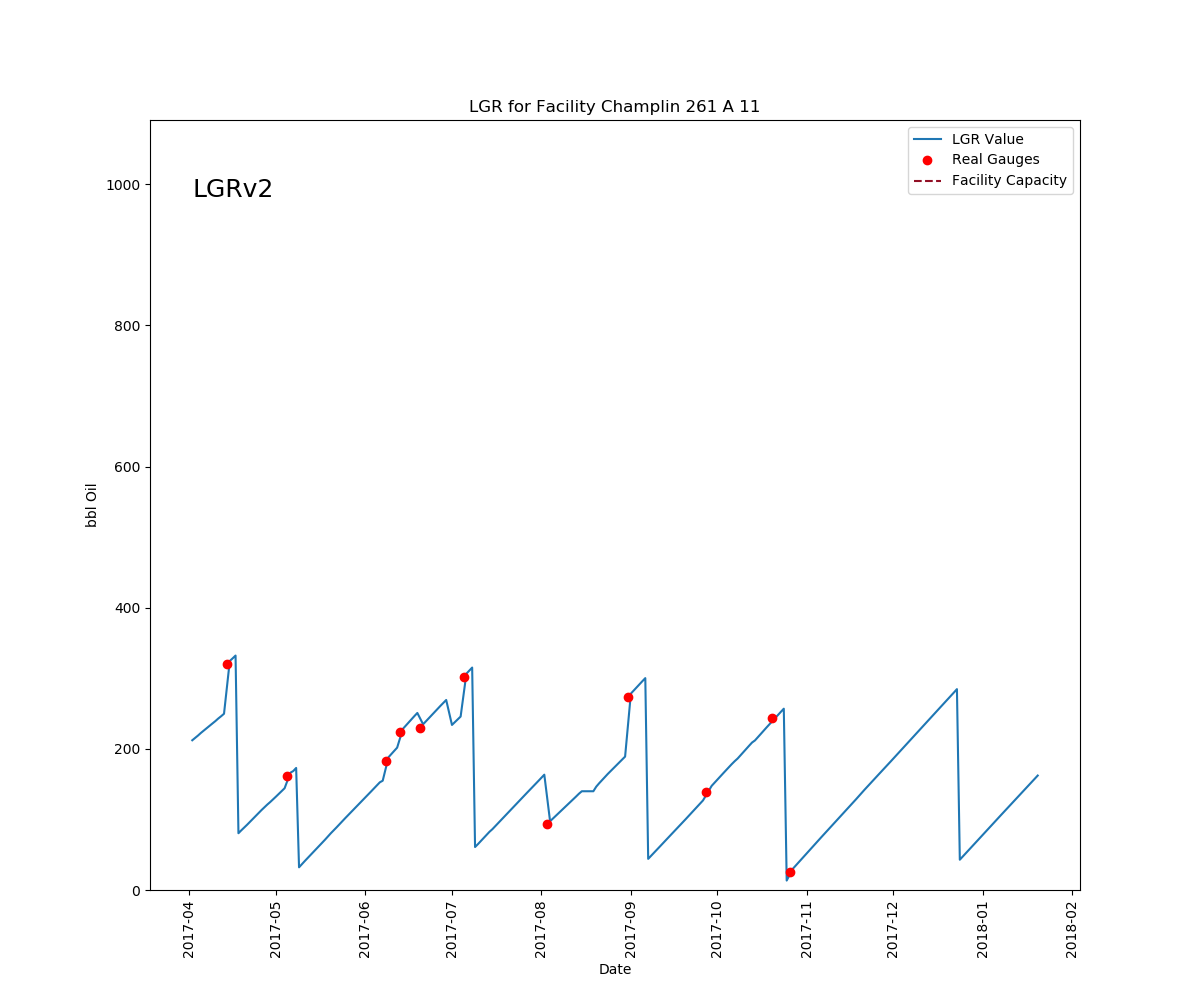 LGR for Facility Champlin 261 A 11
LGR Value
Real Gauges
Facility Capacity
LGRv2
bbl Oil
1000
800
600
400
200
0
2017-04
2017-05
2017-06
2017-07
2017-08
2017-09
2017-10
2017-11
2017-12
2018-01
2018-02
Date